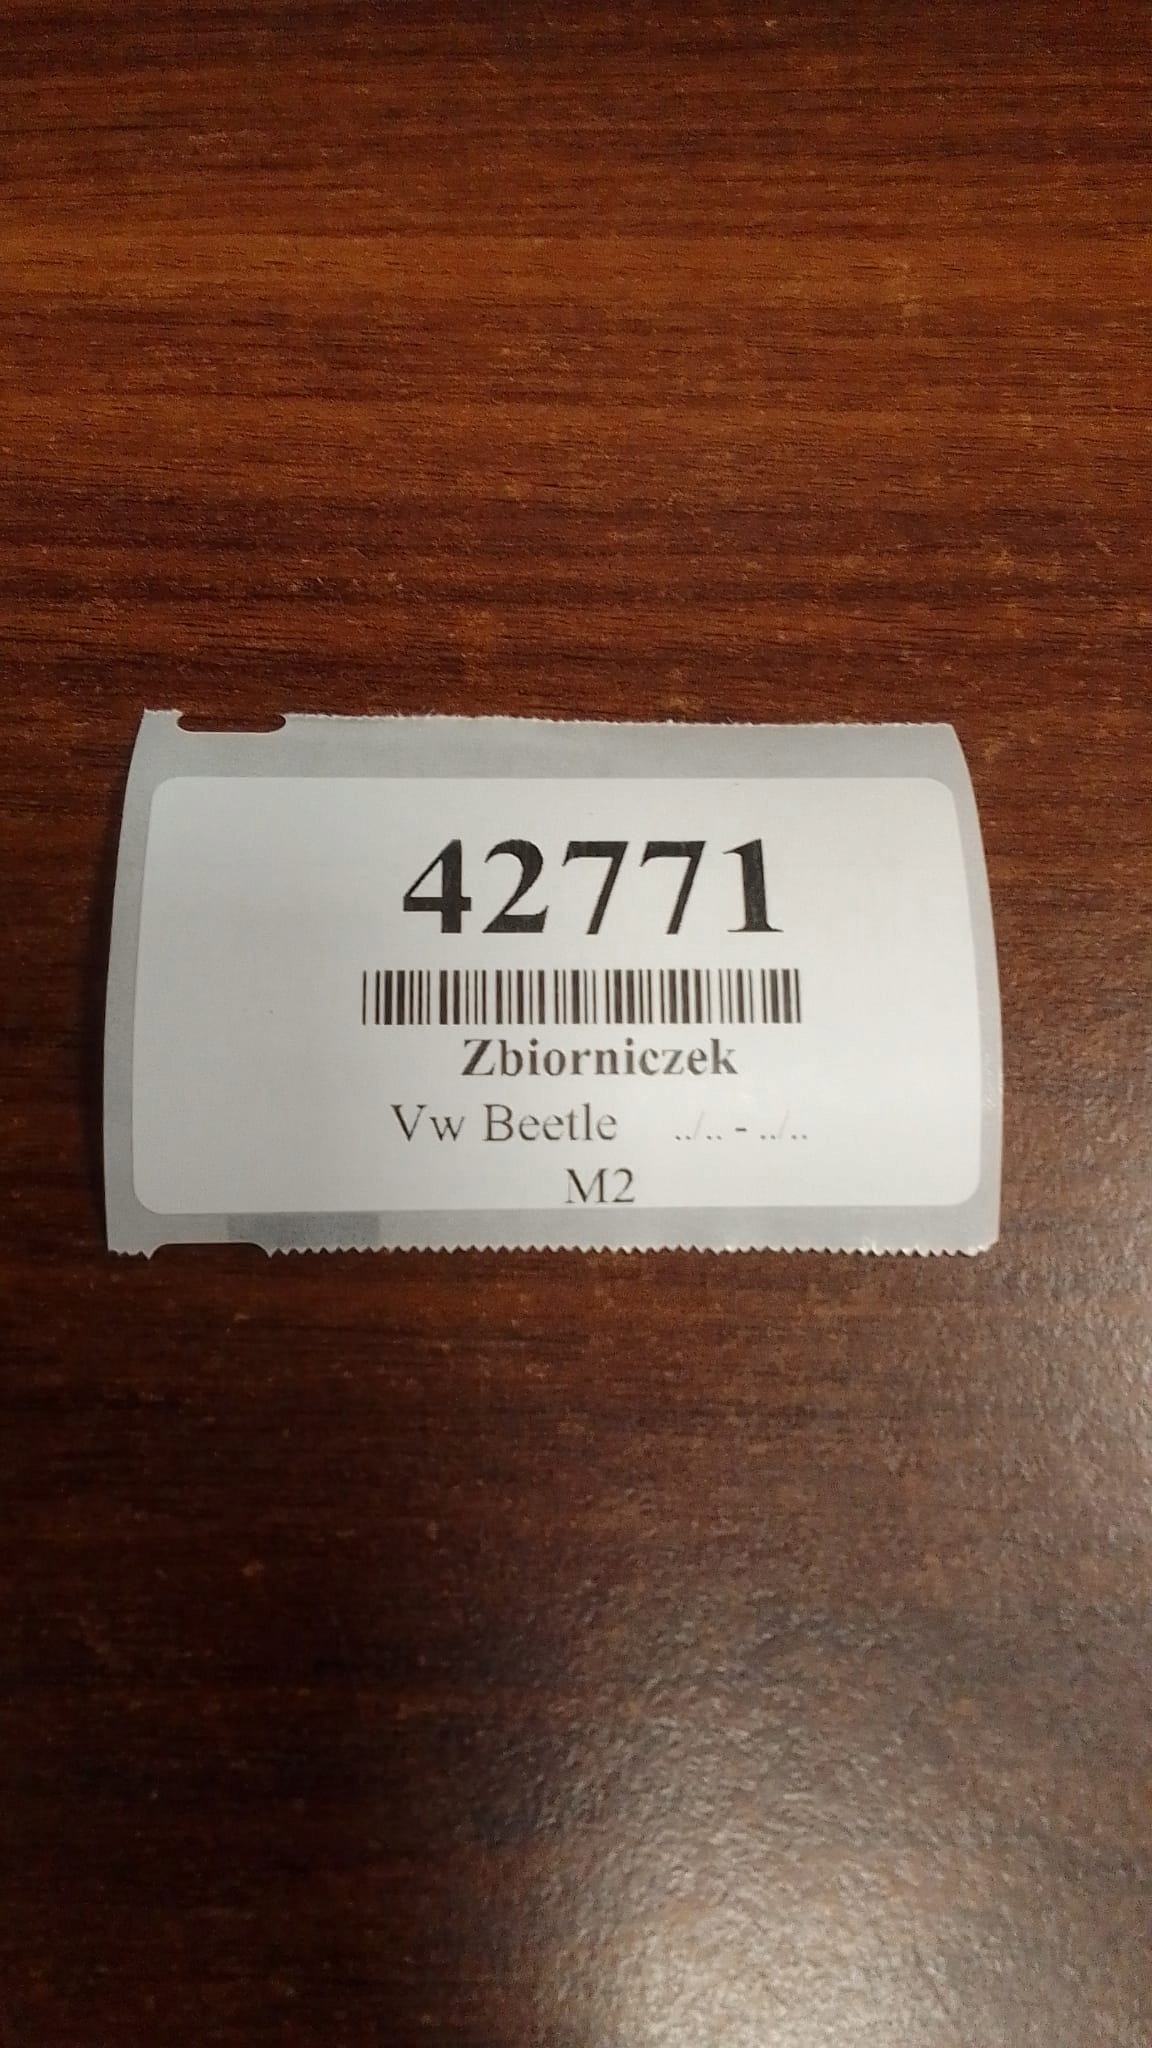 42771
Zbiorniczek
Vw Beetle ../.. - ../..
M2